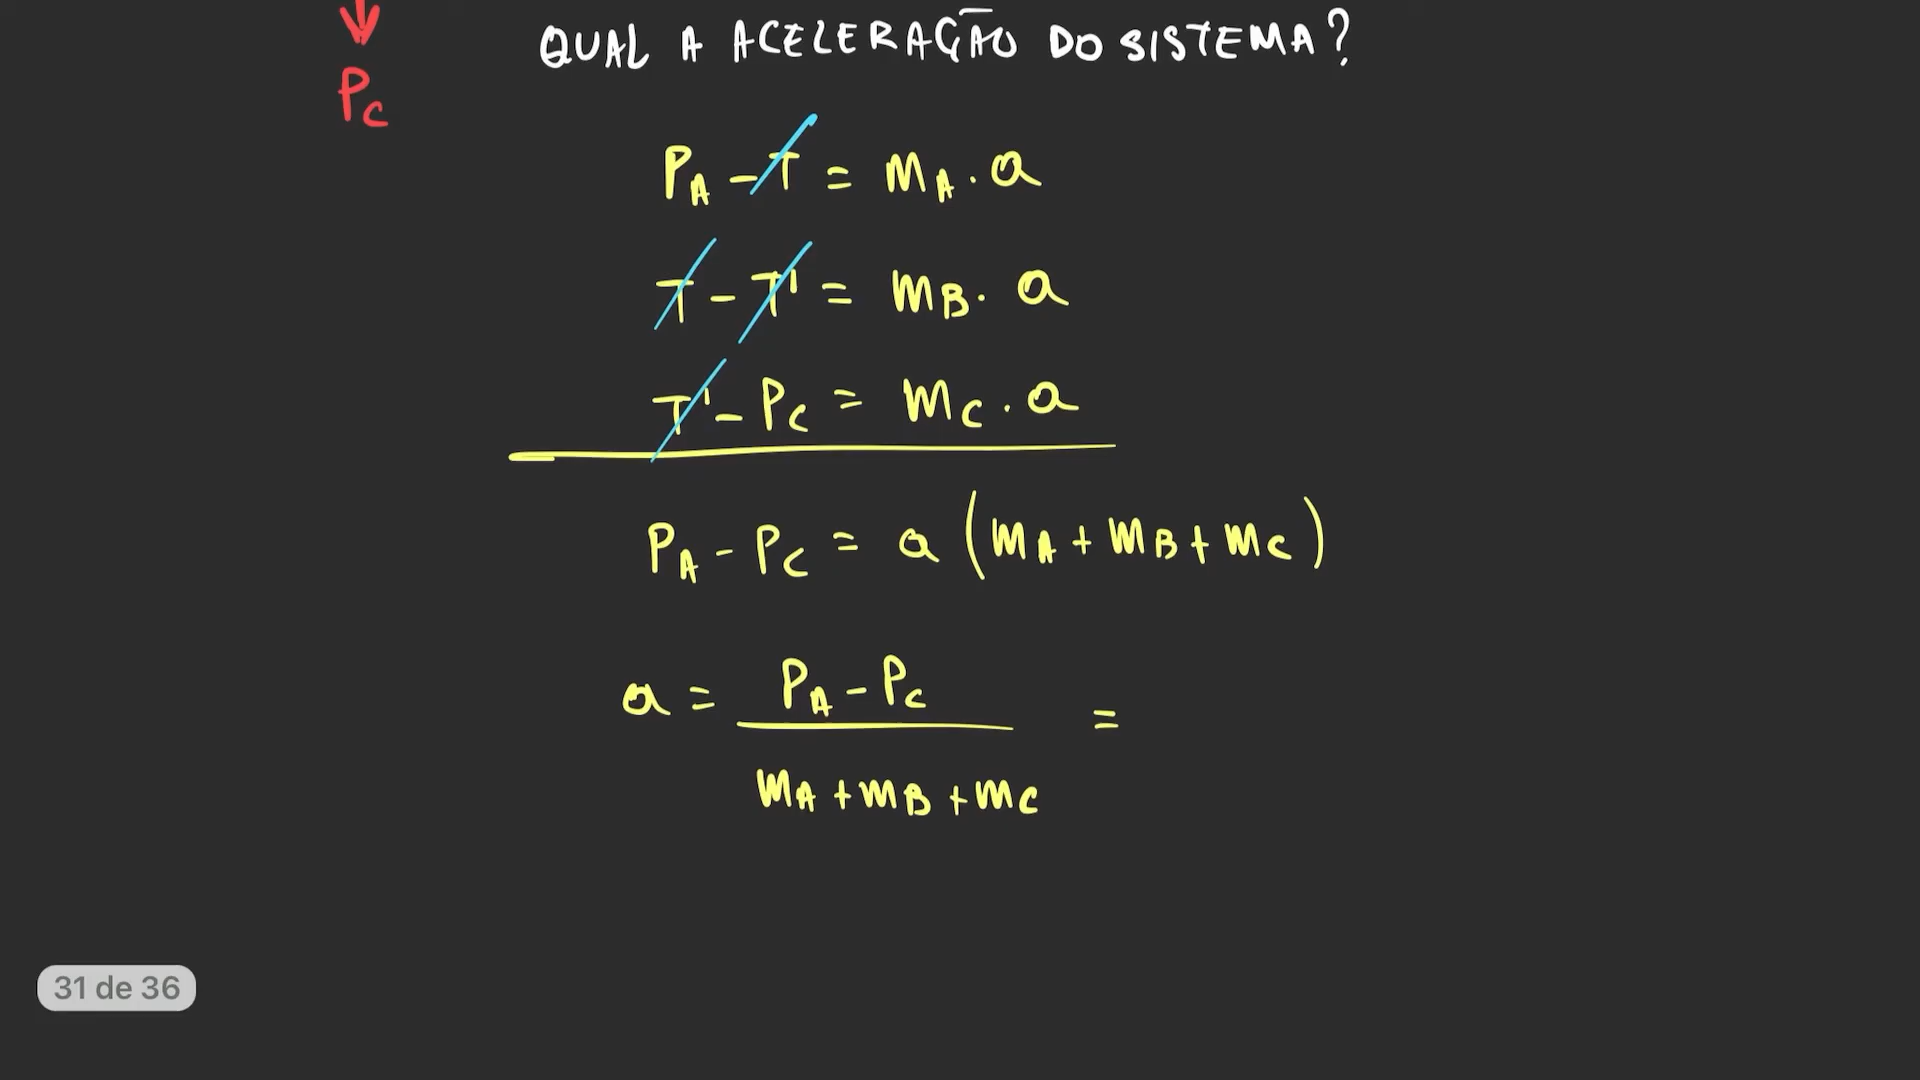 QUAL A ACELERAÇÃO DO SISTEMA?
PC
PA - T = mA . a
T - T' = mB . a
T' - PC = mC . a
PA - PC = a (mA + mB + mC)
a = PA - PC =
mA + mB + mC
31 de 36